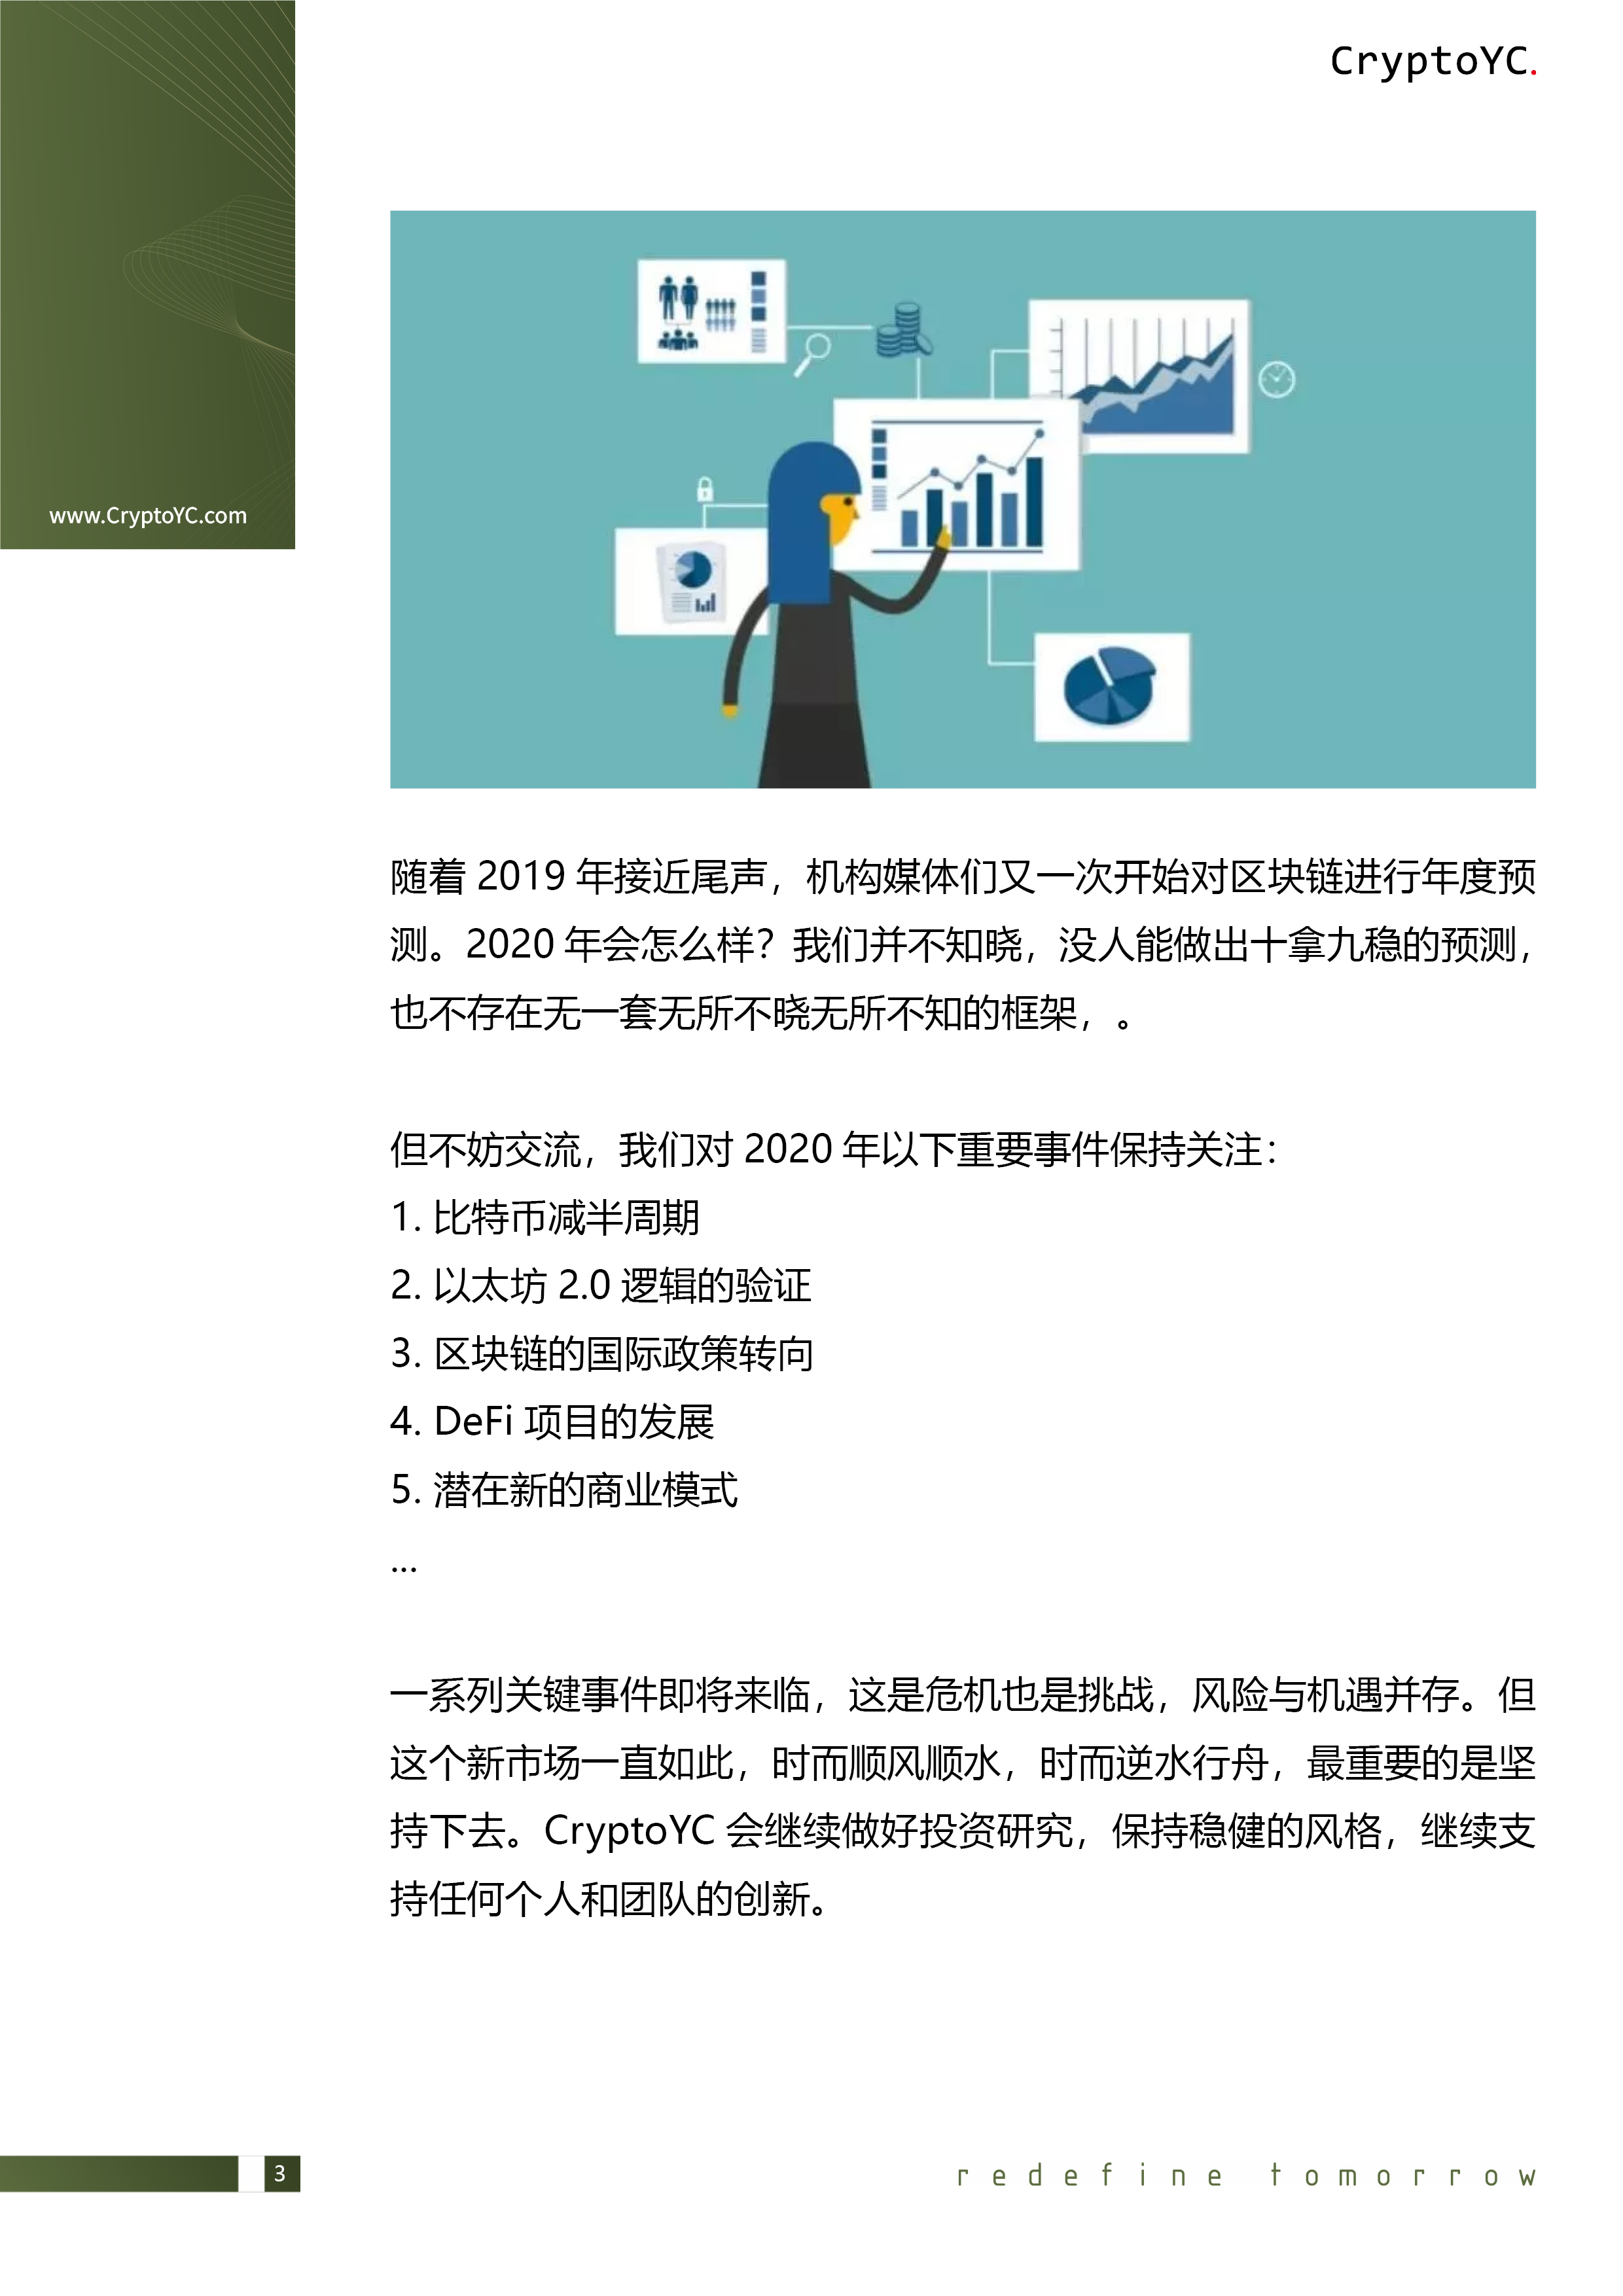 CryptoYC.
www.CryptoYC.com
随着 2019 年接近尾声，机构媒体们又一次开始对区块链进行年度预
测。2020 年会怎么样？我们并不知晓，没人能做出十拿九稳的预测，
也不存在无一套无所不晓无所不知的框架，。
但不妨交流，我们对 2020 年以下重要事件保持关注：
1. 比特币减半周期
2. 以太坊 2.0 逻辑的验证
3. 区块链的国际政策转向
4. DeFi 项目的发展
5. 潜在新的商业模式
...
一系列关键事件即将来临，这是危机也是挑战，风险与机遇并存。但
这个新市场一直如此，时而顺风顺水，时而逆水行舟，最重要的是坚
持下去。CryptoYC 会继续做好投资研究，保持稳健的风格，继续支
持任何个人和团队的创新。
3
redefine tomorrow